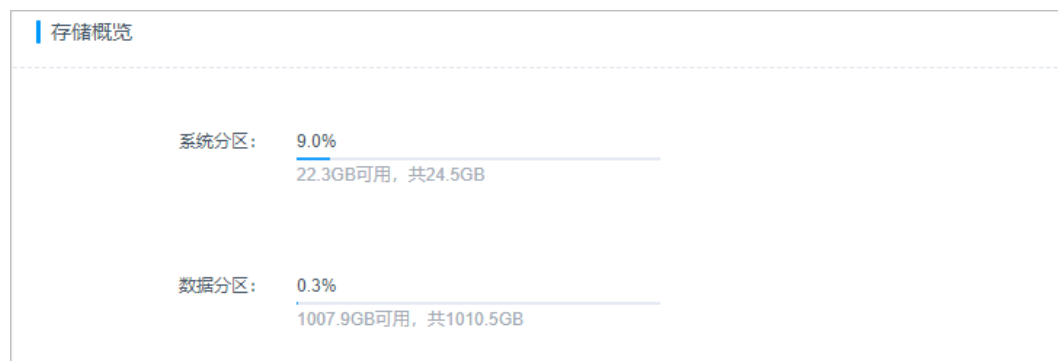 存储概览
系统分区： 9.0%
22.3GB可用，共24.5GB
数据分区： 0.3%
1007.9GB可用，共1010.5GB